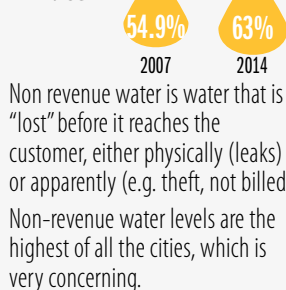 54.9% 63%
2007 2014
Non revenue water is water that is
“lost” before it reaches the
customer, either physically (leaks)
or apparently (e.g. theft, not billed
Non-revenue water levels are the
highest of all the cities, which is
very concerning.